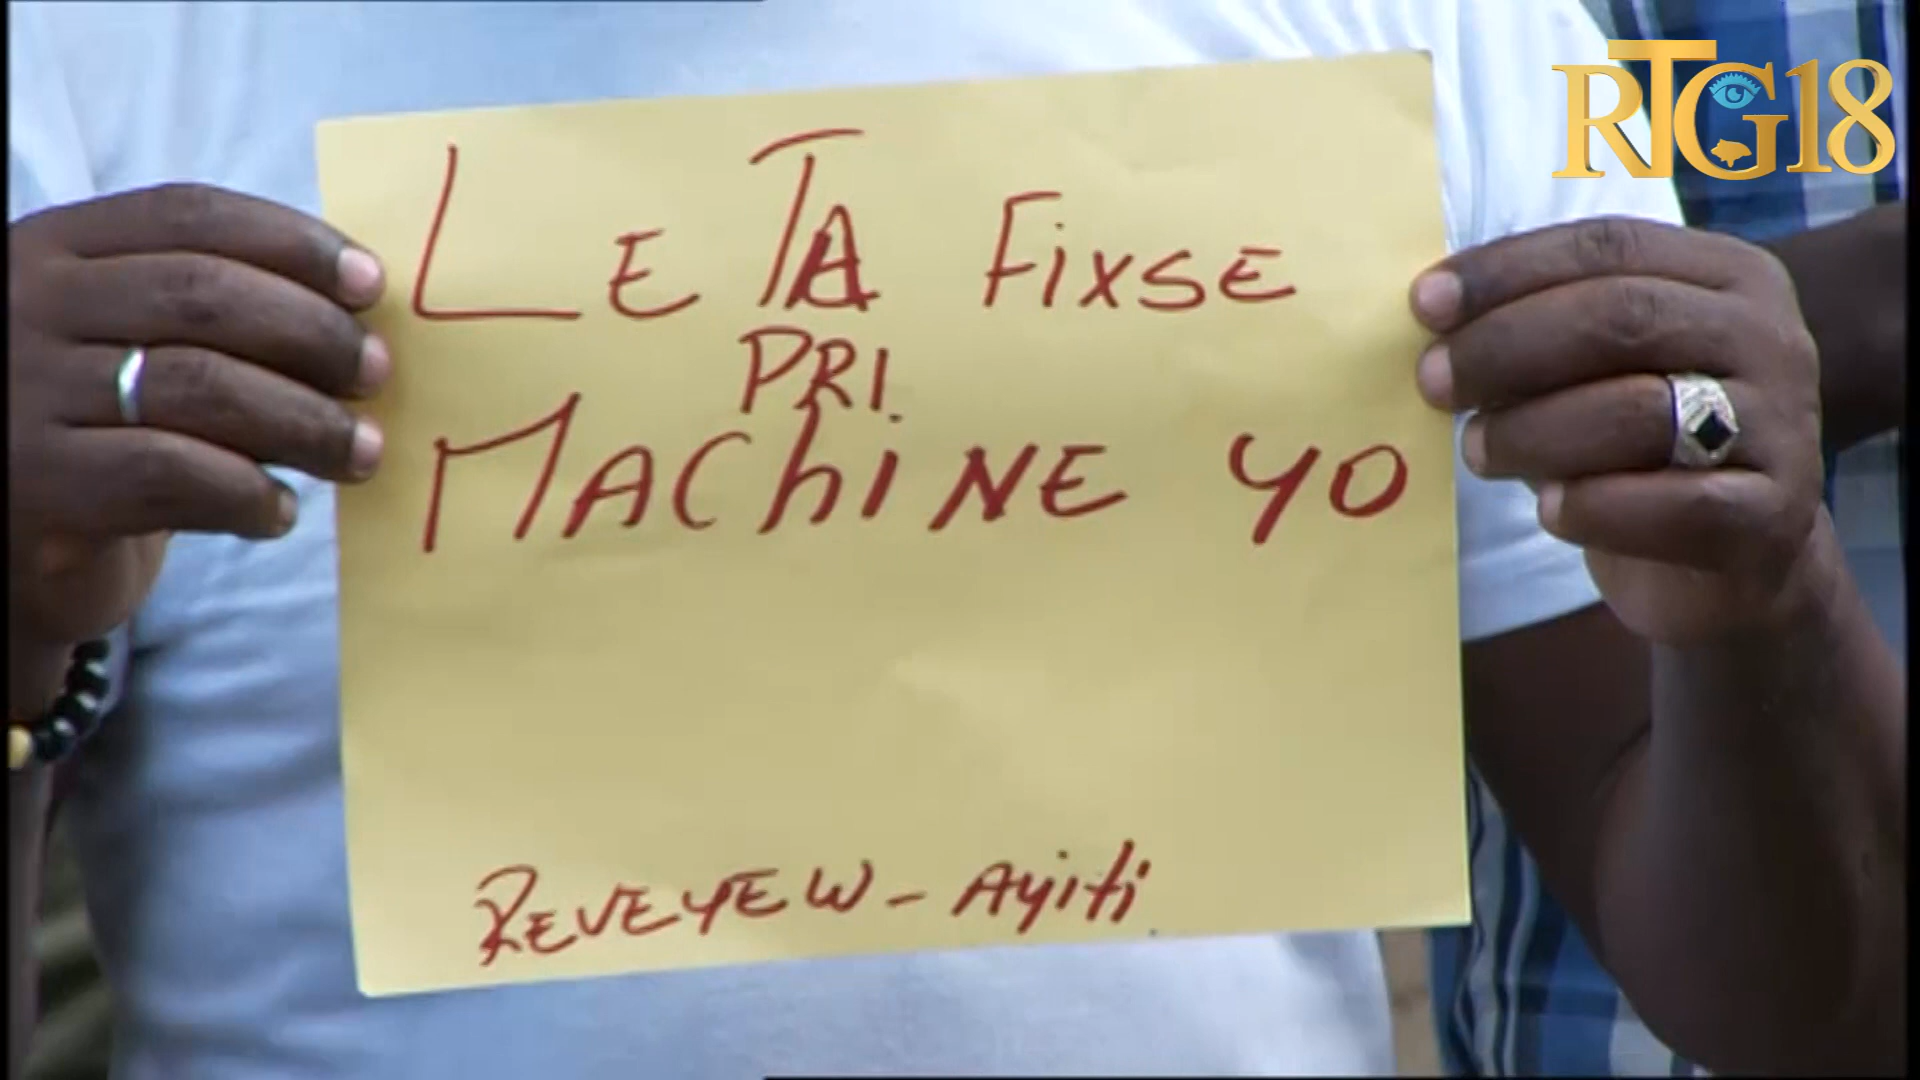 RTG18
LETA FixSE
PRI.
MAChiNE YO
REVEYEW - Ayiti